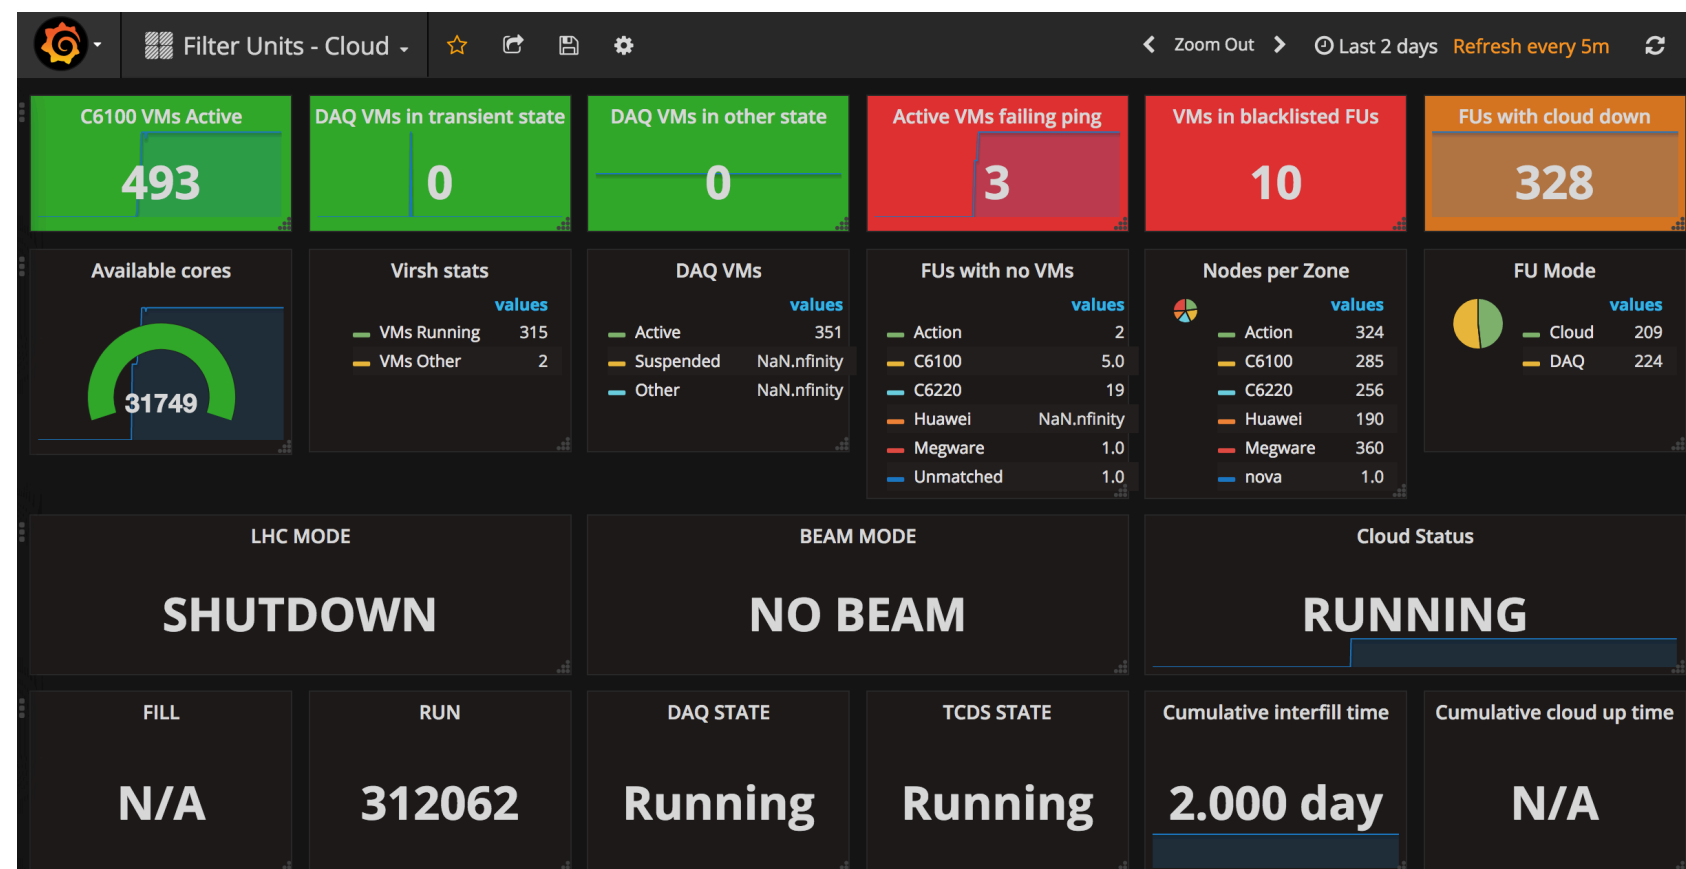 Filter Units - Cloud
Zoom Out
Last 2 days
Refresh every 5m
C6100 VMs Active
493
DAQ VMs in transient state
0
DAQ VMs in other state
0
Active VMs failing ping
3
VMs in blacklisted FUs
10
FUs with cloud down
328
Available cores
31749
Virsh stats
values
VMs Running 315
VMs Other 2
DAQ VMs
values
Active 351
Suspended NaN.nfinity
Other NaN.nfinity
FUs with no VMs
values
Action 2
C6100 5.0
C6220 19
Huawei NaN.nfinity
Megware 1.0
Unmatched 1.0
Nodes per Zone
values
Action 324
C6100 285
C6220 256
Huawei 190
Megware 360
nova 1.0
FU Mode
values
Cloud 209
DAQ 224
LHC MODE
SHUTDOWN
BEAM MODE
NO BEAM
Cloud Status
RUNNING
FILL
N/A
RUN
312062
DAQ STATE
Running
TCDS STATE
Running
Cumulative interfill time
2.000 day
Cumulative cloud up time
N/A